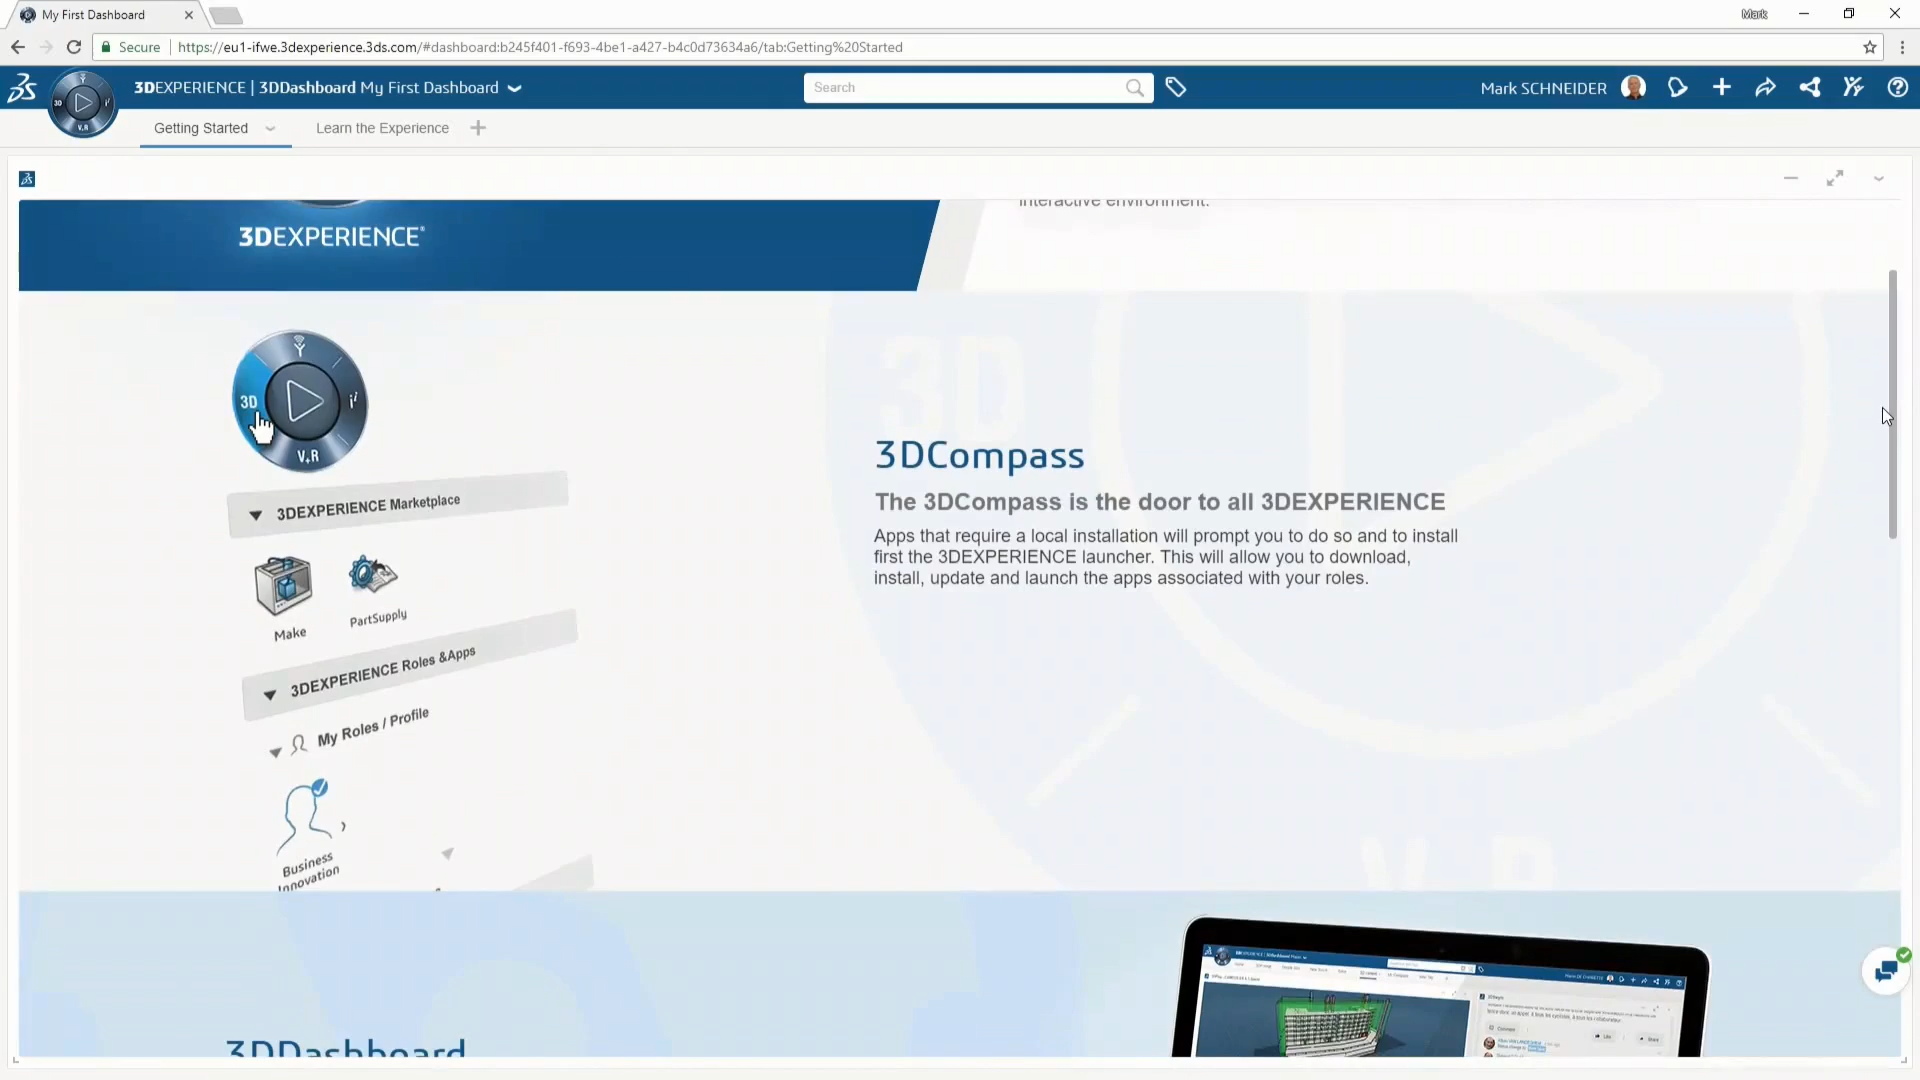 My First Dashboard
Mark
Secure
https://eu1-ifwe.3dexperience.3ds.com/#dashboard:b245f401-f693-4be1-a427-b4c0d73634a6/tab:Getting%20Started
3DEXPERIENCE | 3DDashboard My First Dashboard
Search
Mark SCHNEIDER
3D
V.R
Getting Started
Learn the Experience
interactive environment.
3DEXPERIENCE
3D
V.R
3DCompass
The 3DCompass is the door to all 3DEXPERIENCE
Apps that require a local installation will prompt you to do so and to install
first the 3DEXPERIENCE launcher. This will allow you to download,
install, update and launch the apps associated with your roles.
3DEXPERIENCE Marketplace
Make
PartSupply
3DEXPERIENCE Roles &Apps
My Roles / Profile
Business
Innovation
3D
V R
3DDashboard